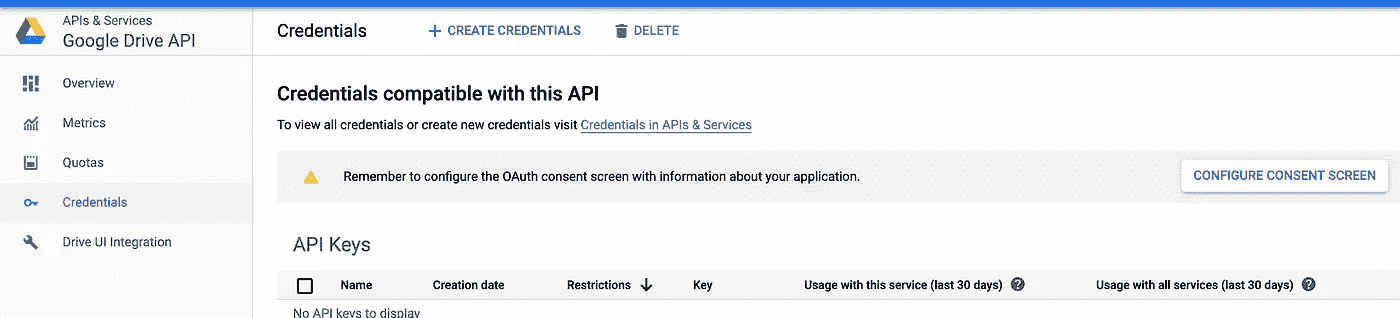 APIs & Services
Google Drive API
Credentials
CREATE CREDENTIALS
DELETE
Overview
Metrics
Quotas
Credentials
Drive UI Integration
Credentials compatible with this API
To view all credentials or create new credentials visit Credentials in APIs & Services
Remember to configure the OAuth consent screen with information about your application.
CONFIGURE CONSENT SCREEN
API Keys
Name Creation date Restrictions Key Usage with this service (last 30 days) Usage with all services (last 30 days)
No API keys to display